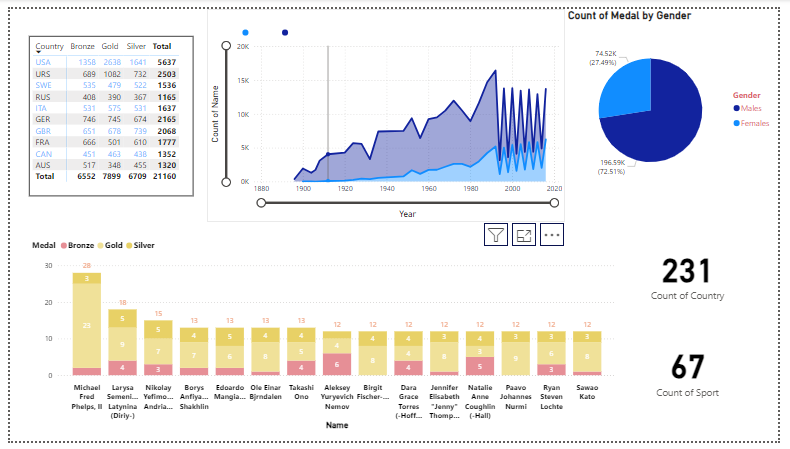 Count of Medal by Gender
Country Bronze Gold Silver Total
USA 1358 2638 1641 5637
URS 689 1082 732 2503
SWE 535 479 522 1536
RUS 408 390 367 1165
ITA 531 575 531 1637
GER 746 745 674 2165
GBR 651 678 739 2068
FRA 666 501 610 1777
CAN 451 463 438 1352
AUS 517 348 455 1320
Total 6552 7899 6709 21160
Count of Name
20K
15K
10K
5K
0K
1880 1900 1920 1940 1960 1980 2000 2020
Year
74.52K
(27.49%)
196.59K
(72.51%)
Gender
Males
Females
Medal Bronze Gold Silver
30
20
10
0
28 18 15 13 13 13 13 12 12 12 12 12 12 12 12
3 5 5 4 5 4 4 4 4 4 3 4 3 3 3
23 9 7 7 6 8 5 4 8 4 8 3 9 6 8
4 3 4 6 4 5 3
Michael Fred Phelps, II
Larysa Semeni... Latynina (Diriy-)
Nikolay Yefimo... Andria...
Borys Anfiya... Shakhlin
Edoardo Mangia...
Ole Einar Bjrndalen
Takashi Ono
Aleksey Yuryevich Nemov
Birgit Fischer-...
Dara Grace Torres (-Hoff...
Jennifer Elisabeth "Jenny" Thomp...
Natalie Anne Coughlin (-Hall)
Paavo Johannes Nurmi
Ryan Steven Lochte
Sawao Kato
Name
231
Count of Country
67
Count of Sport